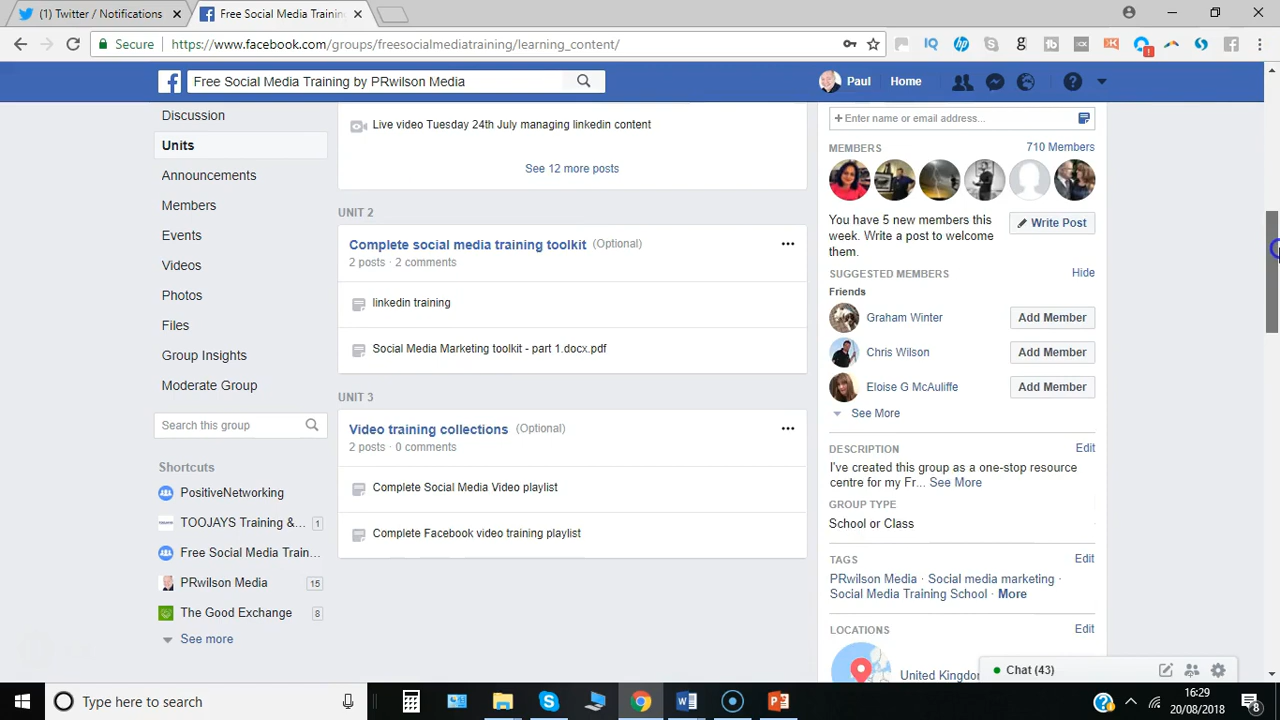 (1) Twitter / Notifications
Free Social Media Trainin
Secure
https://www.facebook.com/groups/freesocialmediatraining/learning_content/
Free Social Media Training by PRwilson Media
Paul
Home
Discussion
Units
Announcements
Members
Events
Videos
Photos
Files
Group Insights
Moderate Group
Search this group
Shortcuts
PositiveNetworking
TOOJAYS Training &... 1
Free Social Media Train...
PRwilson Media 15
The Good Exchange 8
See more
Live video Tuesday 24th July managing linkedin content
See 12 more posts
UNIT 2
Complete social media training toolkit (Optional)
2 posts · 2 comments
linkedin training
Social Media Marketing toolkit - part 1.docx.pdf
UNIT 3
Video training collections (Optional)
2 posts · 0 comments
Complete Social Media Video playlist
Complete Facebook video training playlist
+ Enter name or email address...
MEMBERS 710 Members
You have 5 new members this
week. Write a post to welcome
them.
Write Post
SUGGESTED MEMBERS Hide
Friends
Graham Winter Add Member
Chris Wilson Add Member
Eloise G McAuliffe Add Member
See More
DESCRIPTION Edit
I've created this group as a one-stop resource
centre for my Fr... See More
GROUP TYPE
School or Class
TAGS Edit
PRwilson Media · Social media marketing ·
Social Media Training School · More
LOCATIONS Edit
United Kingdo
Chat (43)
Type here to search
16:29
20/08/2018
8